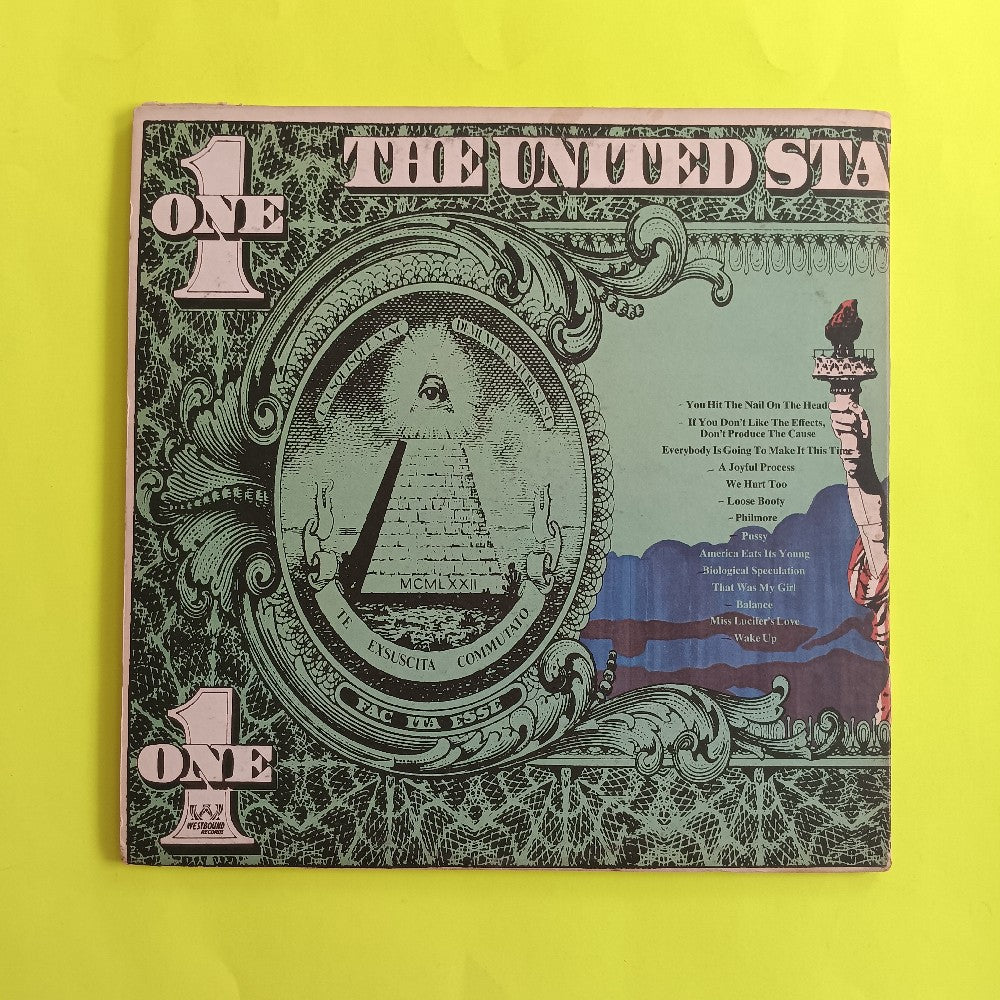 1
ONE
THE UNITED STA
DEVENIAMUR ESSE
MCMLXXII
TE EXSUSCITA COMMUTATO
FAC ITA ESSE
You Hit The Nail On The Head
– If You Don't Like The Effects,
Don't Produce The Cause
Everybody Is Going To Make It This Time
– A Joyful Process
We Hurt Too
– Loose Booty
– Philmore
Pussy
America Eats Its Young
Biological Speculation
That Was My Girl
– Balance
Miss Lucifer's Love
– Wake Up
1
ONE
WESTBOUND
RECORDS